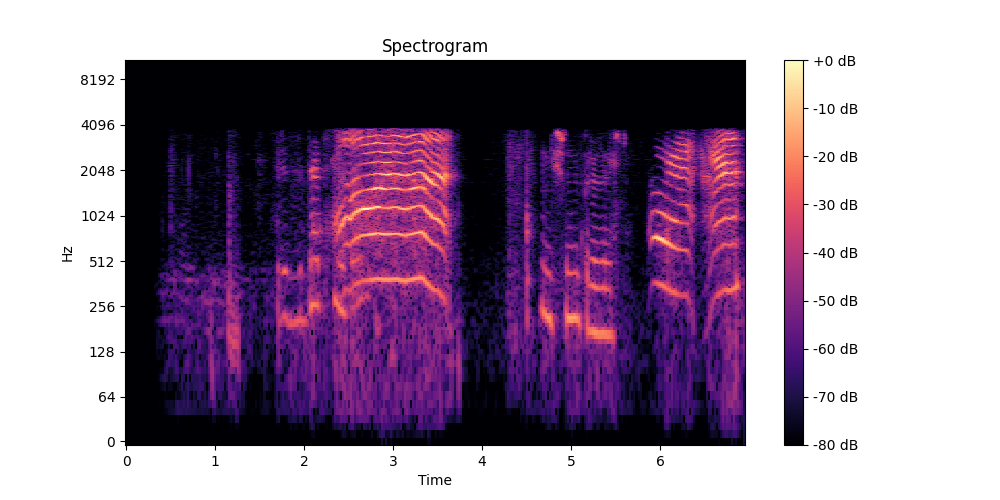 Spectrogram
Hz
8192
4096
2048
1024
512
256
128
64
0
0 1 2 3 4 5 6
Time
+0 dB
-10 dB
-20 dB
-30 dB
-40 dB
-50 dB
-60 dB
-70 dB
-80 dB